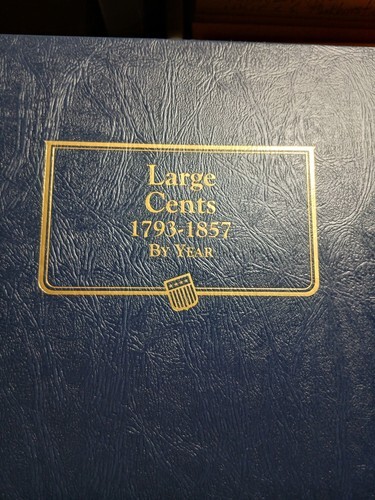 Large
Cents
1793-1857
By Year